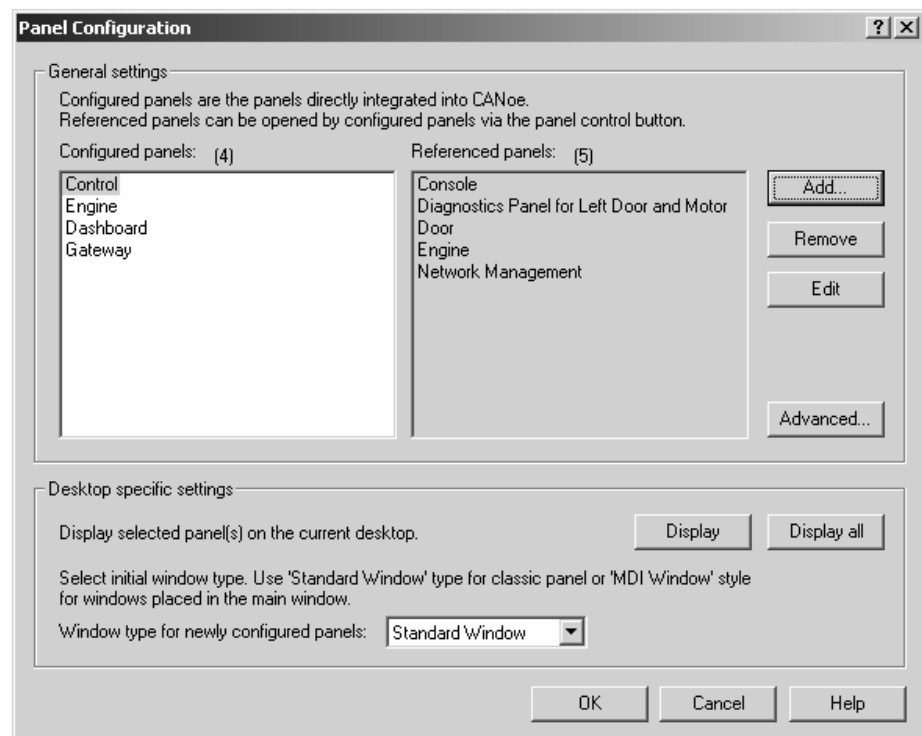 Panel Configuration
? X
General settings
Configured panels are the panels directly integrated into CANoe.
Referenced panels can be opened by configured panels via the panel control button.
Configured panels: (4)
Referenced panels: (5)
Control
Engine
Dashboard
Gateway
Console
Diagnostics Panel for Left Door and Motor
Door
Engine
Network Management
Add...
Remove
Edit
Advanced...
Desktop specific settings
Display selected panel(s) on the current desktop.
Display
Display all
Select initial window type. Use 'Standard Window' type for classic panel or 'MDI Window' style
for windows placed in the main window.
Window type for newly configured panels:
Standard Window
OK
Cancel
Help